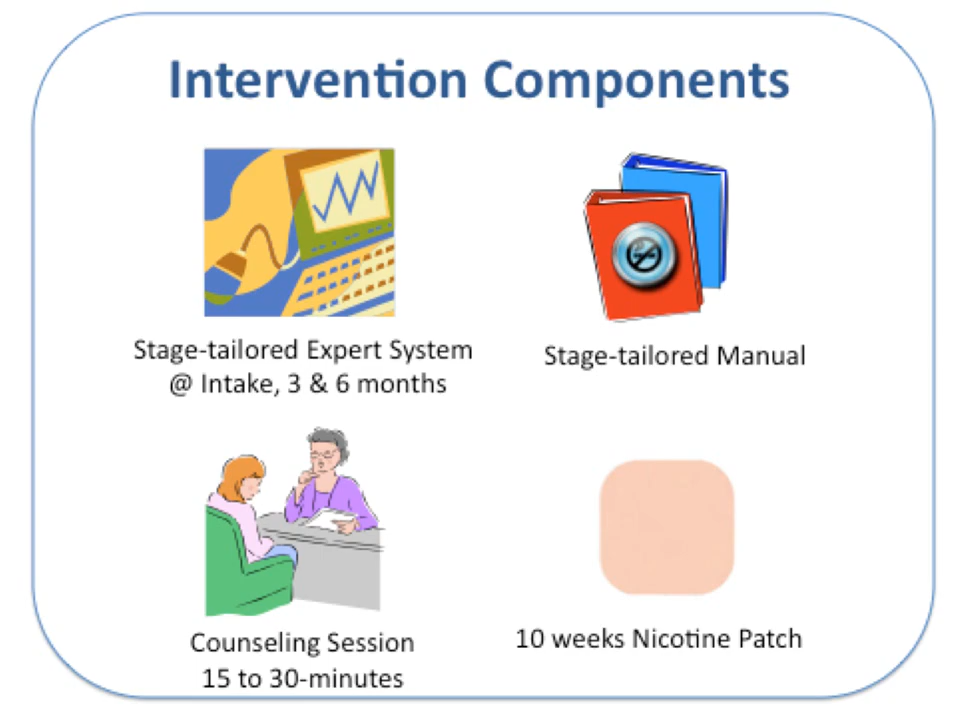 Intervention Components
Stage-tailored Expert System
@ Intake, 3 & 6 months
Stage-tailored Manual
Counseling Session
15 to 30-minutes
10 weeks Nicotine Patch